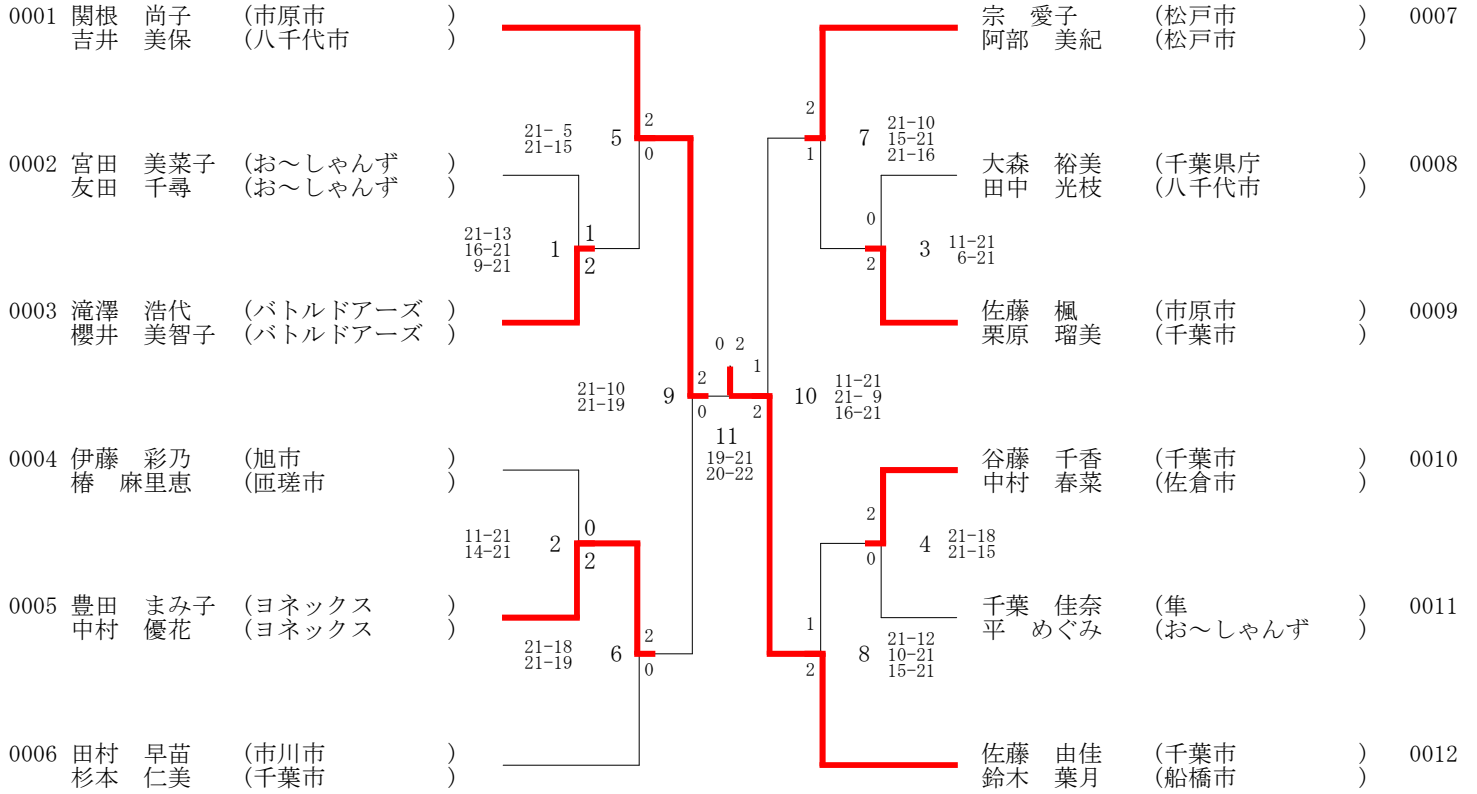 0001 関根 尚子 (市原市 )
吉井 美保 (八千代市 )
宗 愛子 (松戸市 ) 0007
阿部 美紀 (松戸市 )
2
2
21- 5
21-15
5
0
7
1
21-10
15-21
21-16
0002 宮田 美菜子 (お～しゃんず )
友田 千尋 (お～しゃんず )
大森 裕美 (千葉県庁 ) 0008
田中 光枝 (八千代市 )
21-13
16-21
9-21
1
1
2
0
2
3
11-21
6-21
0003 滝澤 浩代 (バトルドアーズ )
櫻井 美智子 (バトルドアーズ )
佐藤 楓 (市原市 ) 0009
栗原 瑠美 (千葉市 )
0 2
21-10
21-19
9
2
0
1
2
10
11-21
21- 9
16-21
11
19-21
20-22
0004 伊藤 彩乃 (旭市 )
椿 麻里恵 (匝瑳市 )
谷藤 千香 (千葉市 ) 0010
中村 春菜 (佐倉市 )
11-21
14-21
2
0
2
2
0
4
21-18
21-15
0005 豊田 まみ子 (ヨネックス )
中村 優花 (ヨネックス )
千葉 佳奈 (隼 ) 0011
平 めぐみ (お～しゃんず )
21-18
21-19
6
2
0
1
2
8
21-12
10-21
15-21
0006 田村 早苗 (市川市 )
杉本 仁美 (千葉市 )
佐藤 由佳 (千葉市 ) 0012
鈴木 葉月 (船橋市 )